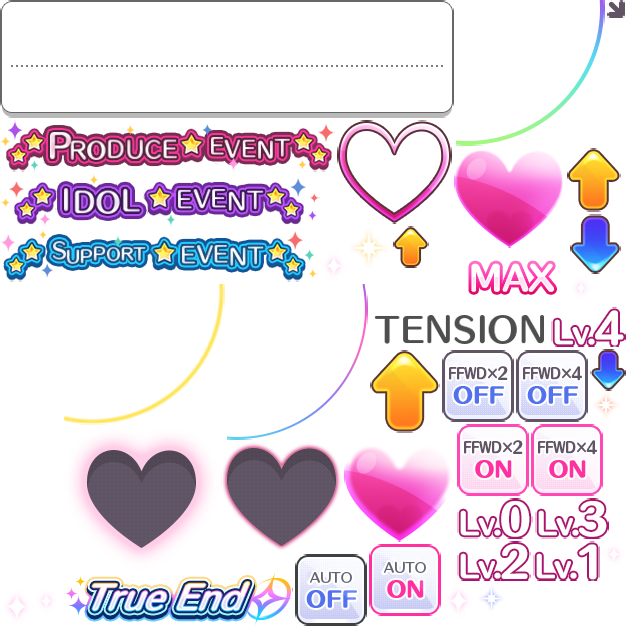 PRODUCE EVENT
IDOL EVENT
SUPPORT EVENT
MAX
TENSION Lv.4
FFWD×2 OFF
FFWD×4 OFF
FFWD×2 ON
FFWD×4 ON
Lv.0 Lv.3
Lv.2 Lv.1
AUTO OFF
AUTO ON
True End